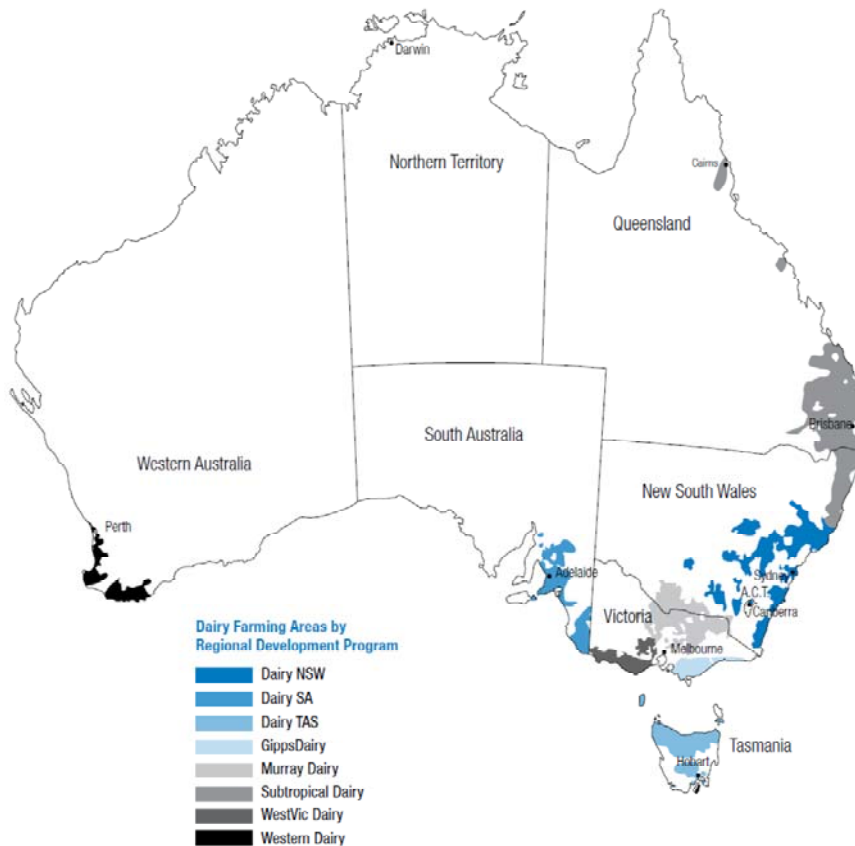 Darwin
Northern Territory
Cairns
Queensland
Brisbane
South Australia
Western Australia
New South Wales
Perth
Adelaide
Sydney
A.C.T.
Canberra
Victoria
Melbourne
Dairy Farming Areas by
Regional Development Program
Dairy NSW
Dairy SA
Dairy TAS
GippsDairy
Murray Dairy
Subtropical Dairy
WestVic Dairy
Western Dairy
Tasmania
Hobart